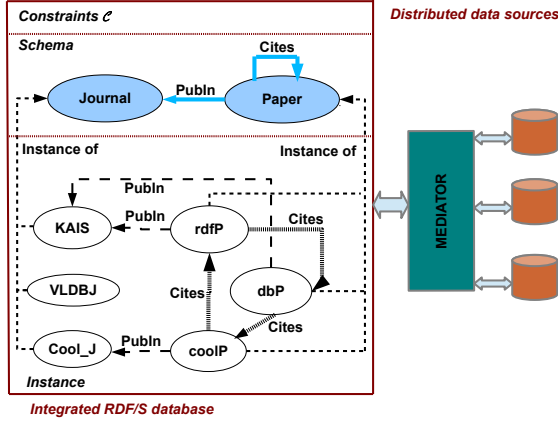 Constraints C
Distributed data sources
Schema
Cites
PubIn
Journal
Paper
Instance of
Instance of
PubIn
KAIS
PubIn
rdfP
Cites
MEDIATOR
VLDBJ
Cites
dbP
Cites
Cool_J
PubIn
coolP
Instance
Integrated RDF/S database